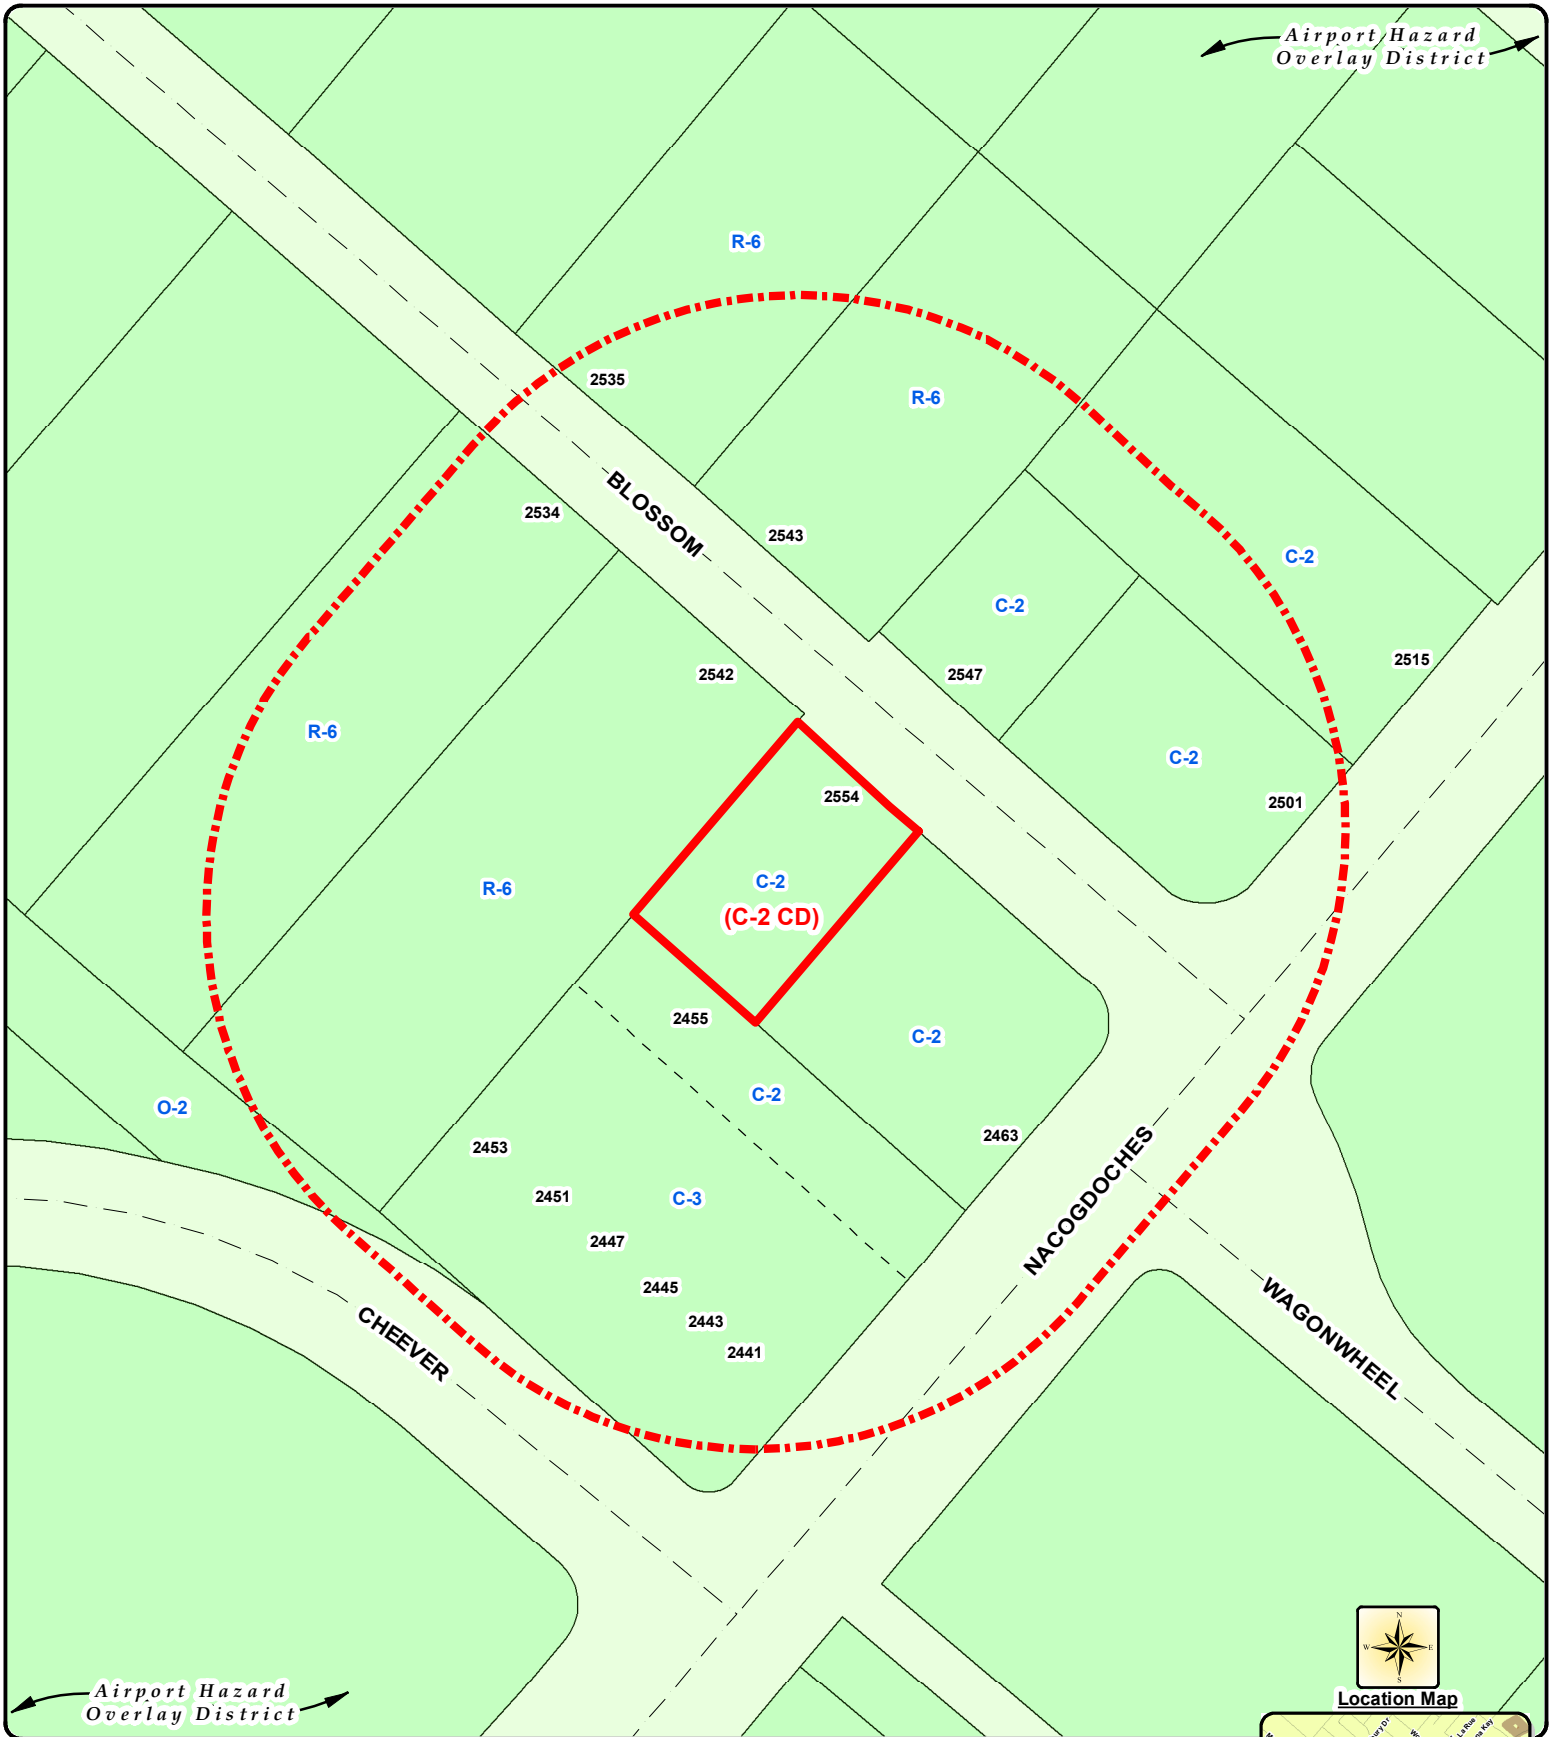 Airport Hazard
Overlay District
R-6
2535
R-6
BLOSSOM
2534
2543
C-2
C-2
2547
2515
2542
R-6
C-2
2554
2501
C-2
(C-2 CD)
R-6
2455
C-2
C-2
O-2
2463
2453
NACOGDOCHES
2451
C-3
2447
2445
WAGONWHEEL
2443
CHEEVER
2441
N
W
E
S
Airport Hazard
Overlay District
Location Map
La Rue